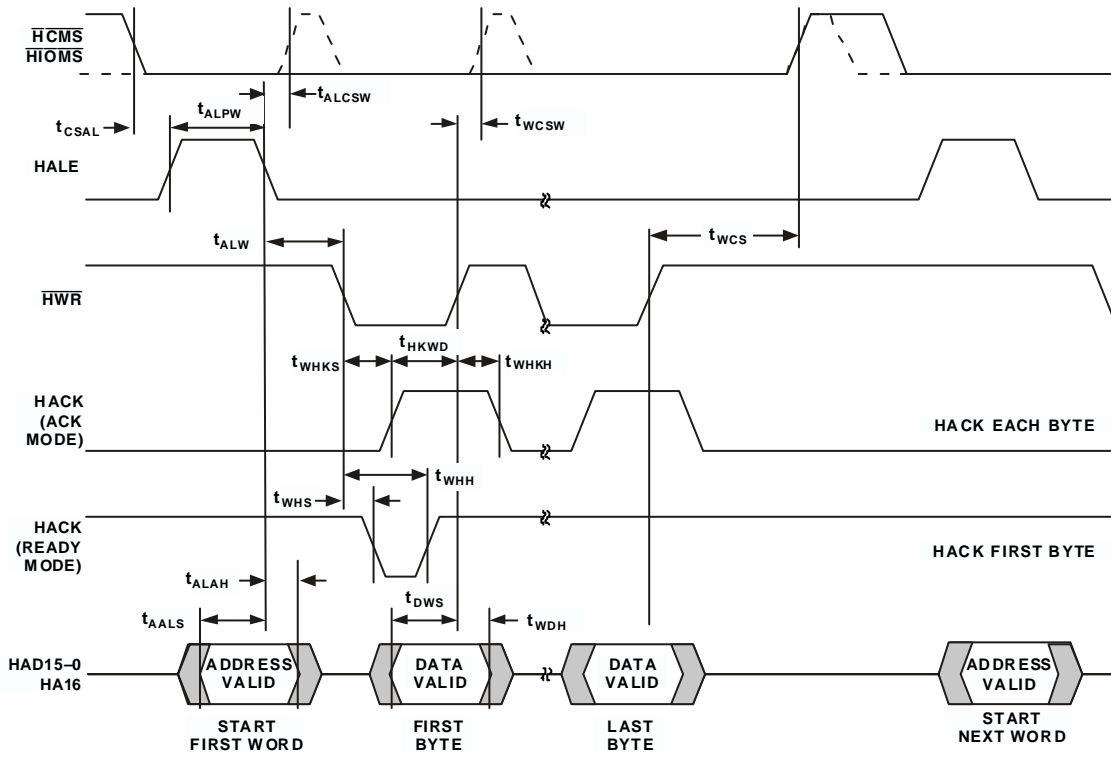 HCMS
HIOMS
tALCSW
tALPW
tCSAL
tWCSW
HALE
tALW
tWCS
HWR
tHKWD
tWHKS
tWHKH
HACK
(ACK
MODE)
HACK EACH BYTE
tWHH
tWHS
HACK
(READY
MODE)
HACK FIRST BYTE
tALAH
tDWS
tAALS
tWDH
HAD15–0
HA16
ADDRESS
VALID
DATA
VALID
DATA
VALID
ADDRESS
VALID
START
FIRST WORD
FIRST
BYTE
LAST
BYTE
START
NEXT WORD